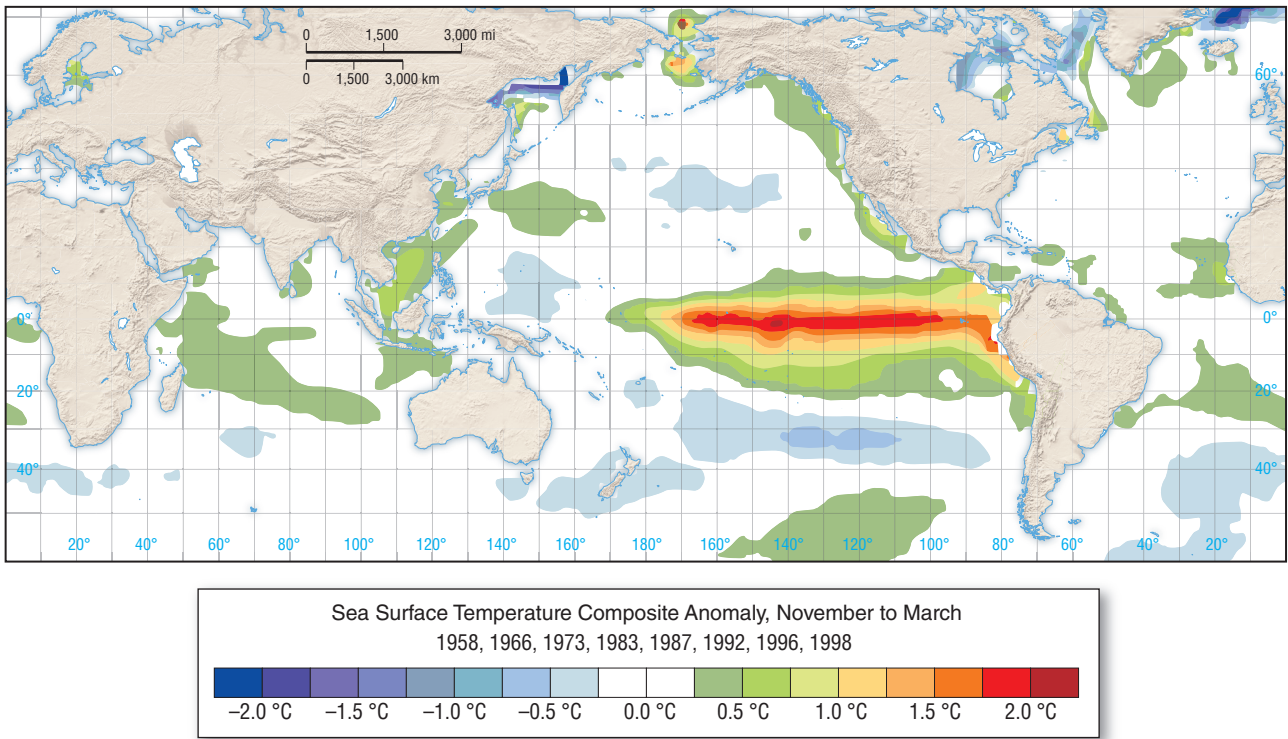 0 1,500 3,000 mi
0 1,500 3,000 km
60°
60°
0°
0°
20°
20°
40°
40°
20° 40° 60° 80° 100° 120° 140° 160° 180° 160° 140° 120° 100° 80° 60° 40° 20°
Sea Surface Temperature Composite Anomaly, November to March
1958, 1966, 1973, 1983, 1987, 1992, 1996, 1998
–2.0 °C –1.5 °C –1.0 °C –0.5 °C 0.0 °C 0.5 °C 1.0 °C 1.5 °C 2.0 °C